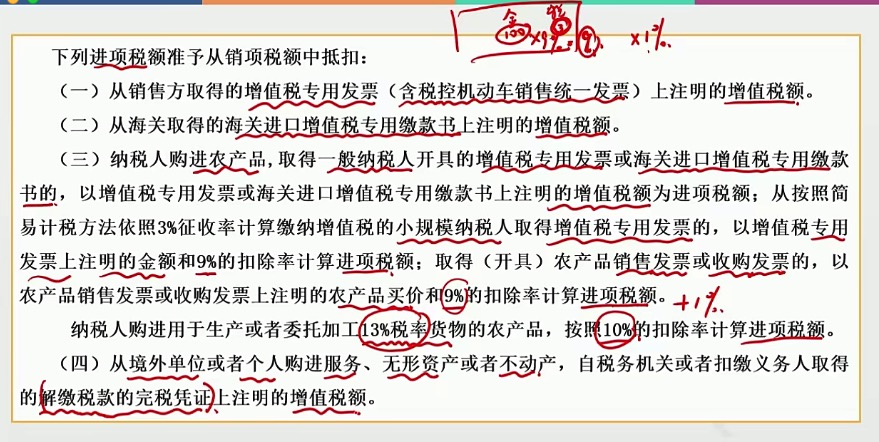 金 税
100 ×9% = 9 ③ ×1%
下列进项税额准予从销项税额中抵扣：
（一）从销售方取得的增值税专用发票（含税控机动车销售统一发票）上注明的增值税额。
（二）从海关取得的海关进口增值税专用缴款书上注明的增值税额。
（三）纳税人购进农产品,取得一般纳税人开具的增值税专用发票或海关进口增值税专用缴款
书的，以增值税专用发票或海关进口增值税专用缴款书上注明的增值税额为进项税额；从按照简
易计税方法依照3%征收率计算缴纳增值税的小规模纳税人取得增值税专用发票的，以增值税专用
发票上注明的金额和9%的扣除率计算进项税额；取得（开具）农产品销售发票或收购发票的，以
农产品销售发票或收购发票上注明的农产品买价和9%的扣除率计算进项税额。+1%.
纳税人购进用于生产或者委托加工13%税率货物的农产品，按照10%的扣除率计算进项税额。
（四）从境外单位或者个人购进服务、无形资产或者不动产，自税务机关或者扣缴义务人取得
的解缴税款的完税凭证上注明的增值税额。